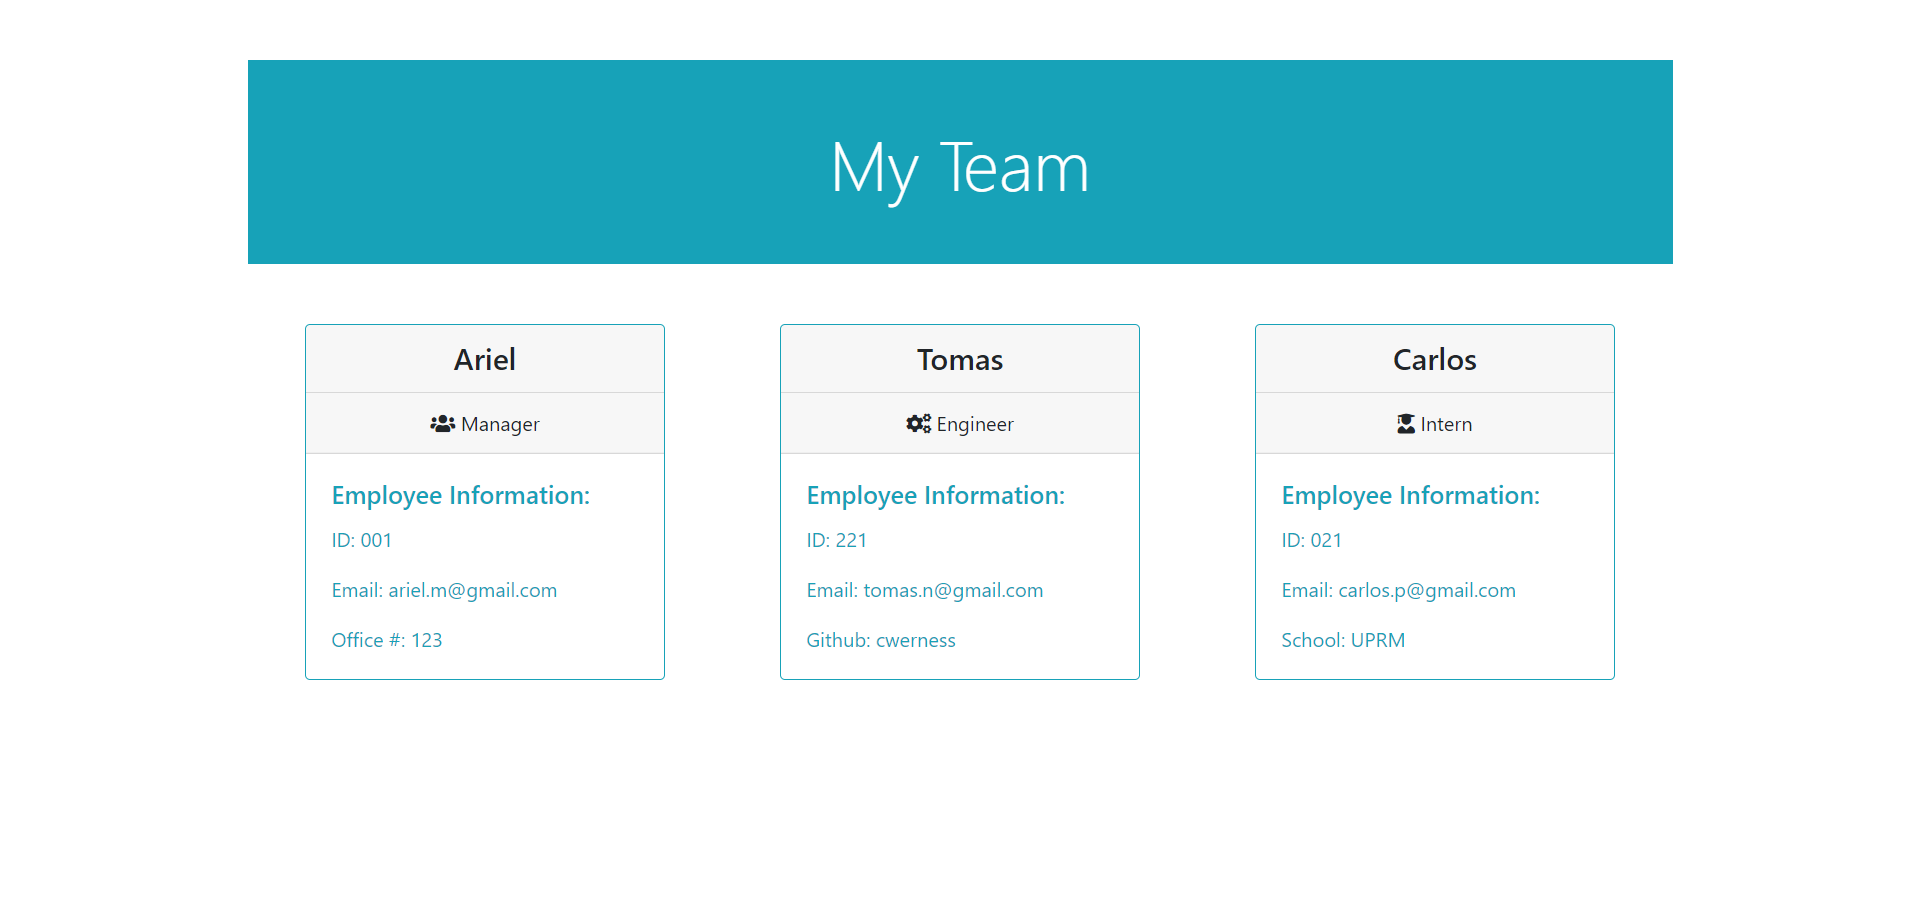 My Team
Ariel
Manager
Employee Information:
ID: 001
Email: ariel.m@gmail.com
Office #: 123
Tomas
Engineer
Employee Information:
ID: 221
Email: tomas.n@gmail.com
Github: cwerness
Carlos
Intern
Employee Information:
ID: 021
Email: carlos.p@gmail.com
School: UPRM